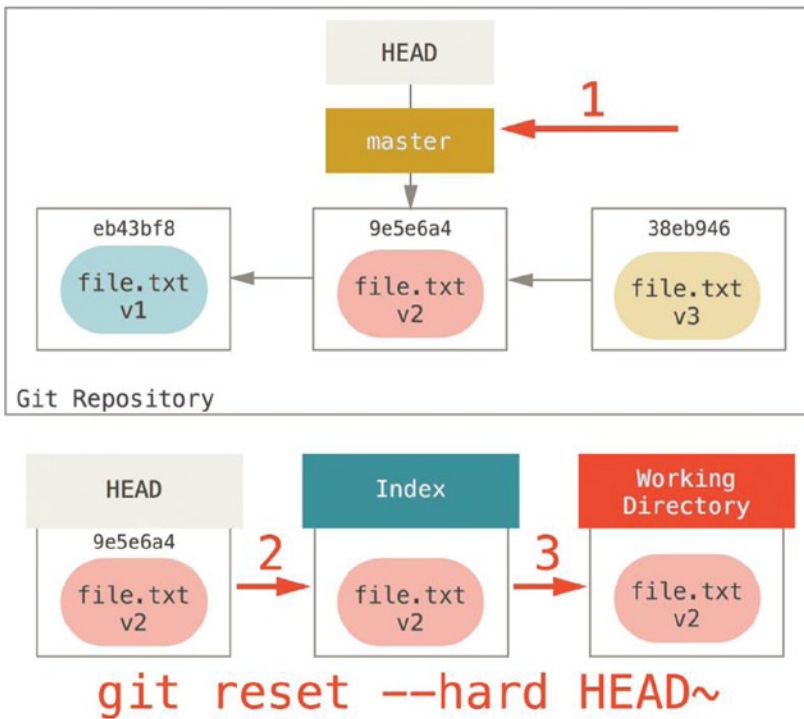 HEAD
1
master
eb43bf8
9e5e6a4
38eb946
file.txt
v1
file.txt
v2
file.txt
v3
Git Repository
HEAD
Index
Working
Directory
9e5e6a4
2
3
file.txt
v2
file.txt
v2
file.txt
v2
git reset --hard HEAD~